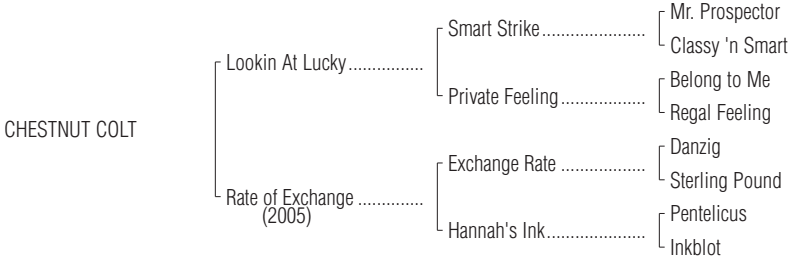 Mr. Prospector
Smart Strike......................
Classy 'n Smart
Lookin At Lucky................
Belong to Me
Private Feeling..................
Regal Feeling
CHESTNUT COLT
Danzig
Exchange Rate ..................
Sterling Pound
Rate of Exchange ..............
(2005)
Pentelicus
Hannah's Ink.....................
Inkblot